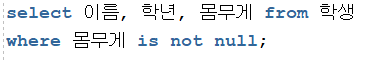 select 이름, 학년, 몸무게 from 학생
where 몸무게 is not null;